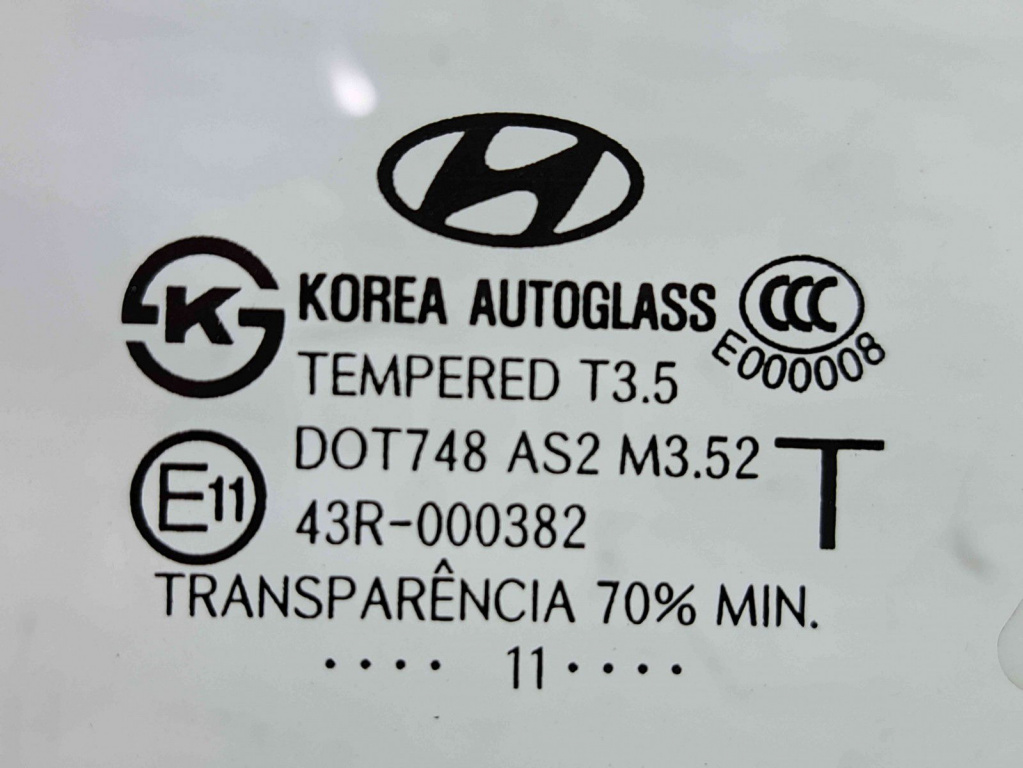 K KOREA AUTOGLASS CCC
E000008
TEMPERED T3.5
DOT748 AS2 M3.52 T
E11 43R-000382
TRANSPARÊNCIA 70% MIN.
···· 11 ····